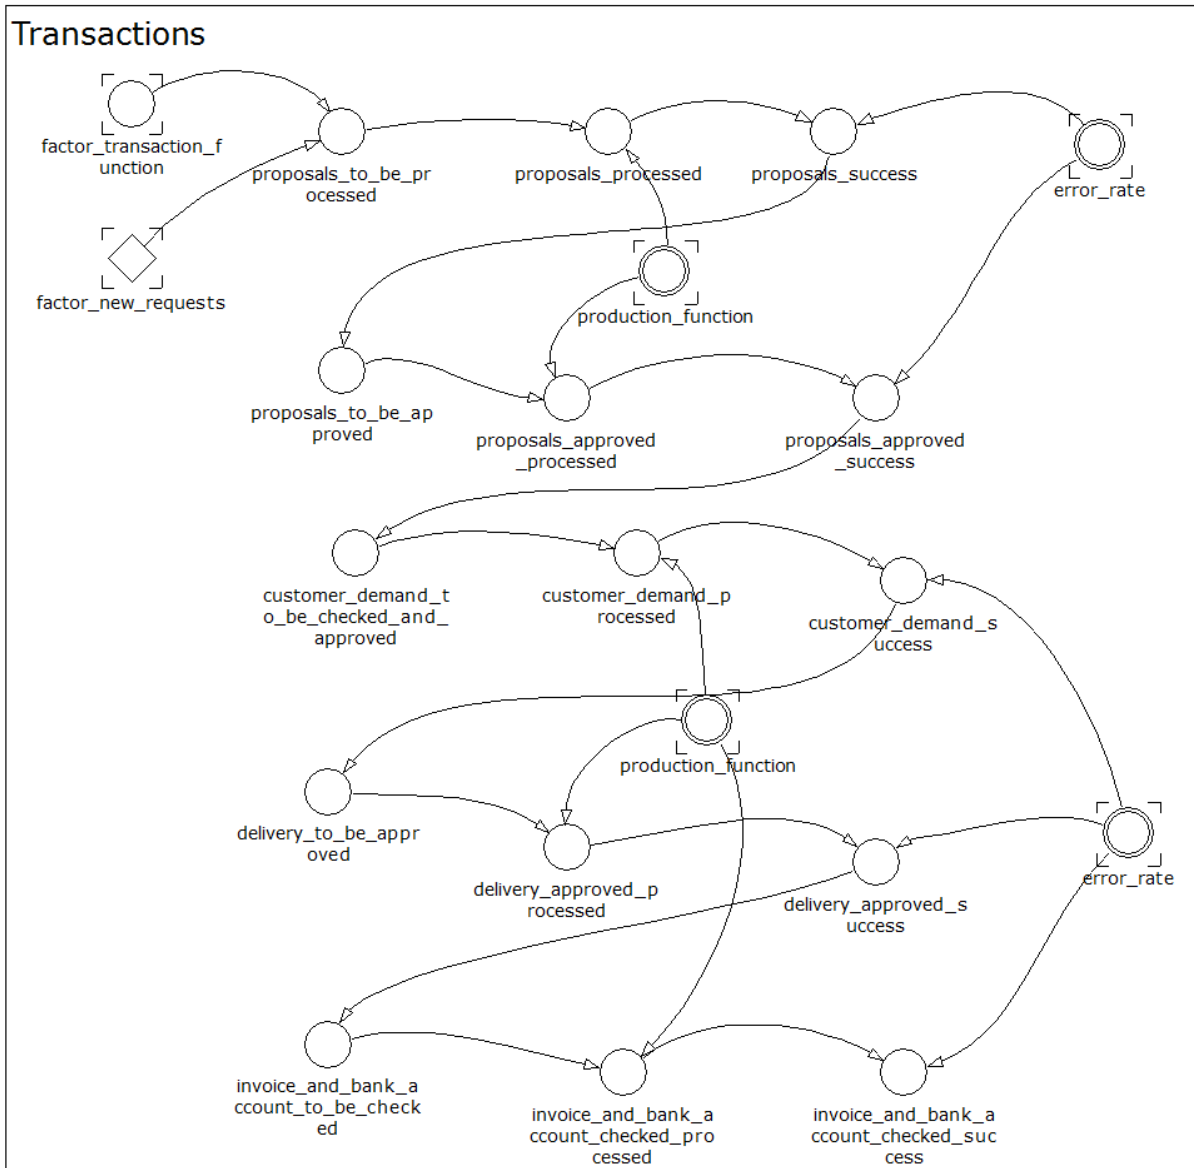 Transactions
factor_transaction_f
unction
proposals_to_be_pr
ocessed
proposals_processed
proposals_success
error_rate
factor_new_requests
production_function
proposals_to_be_ap
proved
proposals_approved
_processed
proposals_approved
_success
customer_demand_t
o_be_checked_and_
approved
customer_demand_p
rocessed
customer_demand_s
uccess
production_function
delivery_to_be_appr
oved
delivery_approved_p
rocessed
delivery_approved_s
uccess
error_rate
invoice_and_bank_a
ccount_to_be_check
ed
invoice_and_bank_a
ccount_checked_pro
cessed
invoice_and_bank_a
ccount_checked_suc
cess